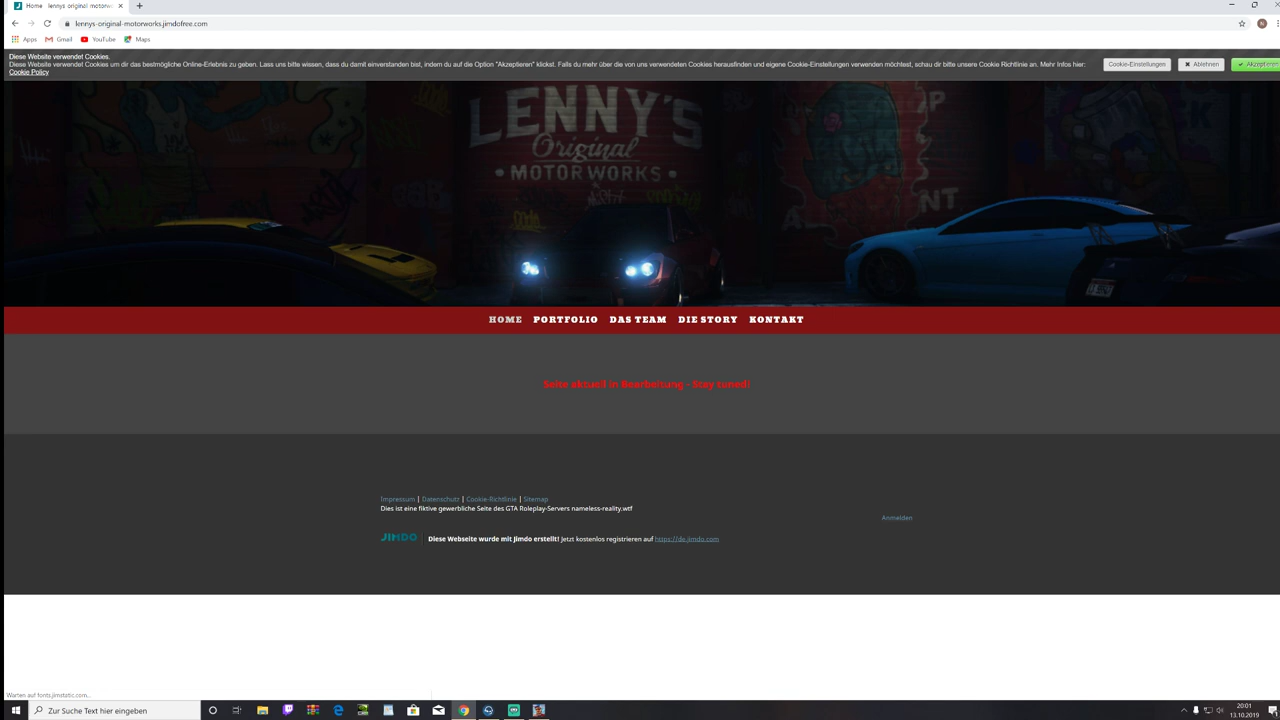 Home - lennys-original-motorwo
lennys-original-motorworks.jimdofree.com
N
Apps Gmail YouTube Maps
Diese Website verwendet Cookies.
Diese Website verwendet Cookies um dir das bestmögliche Online-Erlebnis zu geben. Lass uns bitte wissen, dass du damit einverstanden bist, indem du auf die Option "Akzeptieren" klickst. Falls du mehr über die von uns verwendeten Cookies herausfinden und eigene Cookie-Einstellungen verwenden möchtest, schau dir bitte unsere Cookie Richtlinie an. Mehr Infos hier:
Cookie Policy
Cookie-Einstellungen
Ablehnen
Akzeptieren
LENNY'S
Original
MOTORWORKS
HOME PORTFOLIO DAS TEAM DIE STORY KONTAKT
Seite aktuell in Bearbeitung - Stay tuned!
Impressum | Datenschutz | Cookie-Richtlinie | Sitemap
Dies ist eine fiktive gewerbliche Seite des GTA Roleplay-Servers nameless-reality.wtf
Anmelden
JIMDO Diese Webseite wurde mit Jimdo erstellt! Jetzt kostenlos registrieren auf https://de.jimdo.com
Warten auf fonts.jimstatic.com...
Zur Suche Text hier eingeben
20:01
13.10.2019